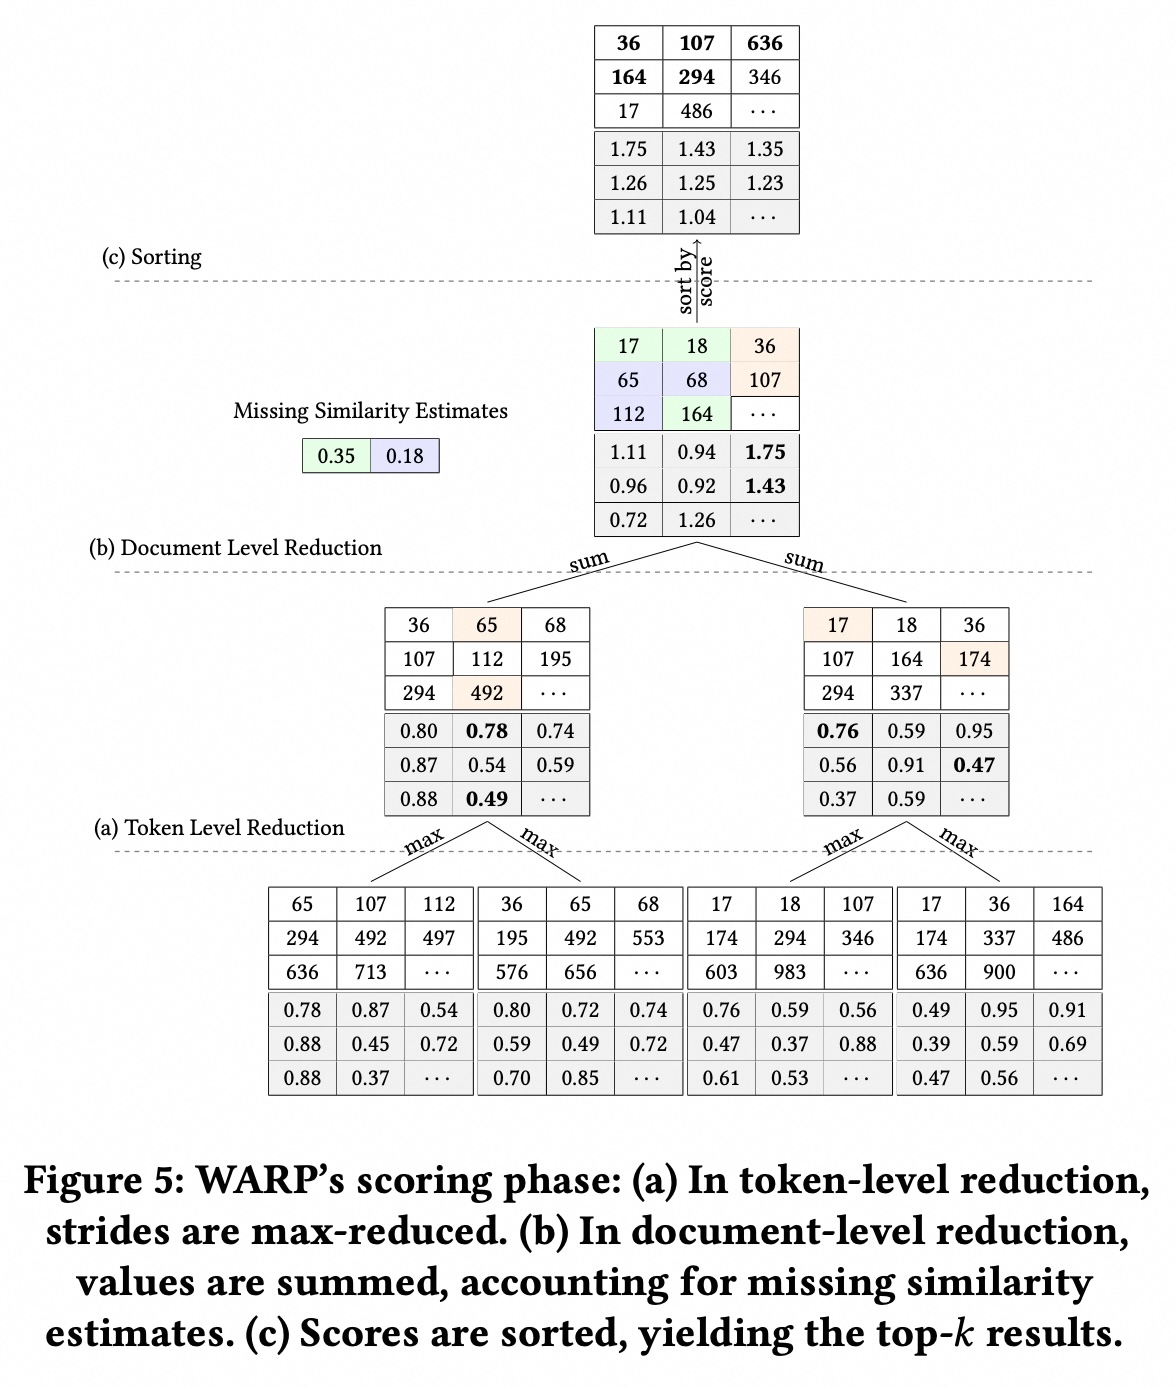 36 107 636
164 294 346
17 486 ···
1.75 1.43 1.35
1.26 1.25 1.23
1.11 1.04 ···
(c) Sorting
sort by
score
17 18 36
65 68 107
112 164 ···
Missing Similarity Estimates
0.35 0.18
1.11 0.94 1.75
0.96 0.92 1.43
0.72 1.26 ···
(b) Document Level Reduction
sum sum
36 65 68 17 18 36
107 112 195 107 164 174
294 492 ··· 294 337 ···
0.80 0.78 0.74 0.76 0.59 0.95
0.87 0.54 0.59 0.56 0.91 0.47
0.88 0.49 ··· 0.37 0.59 ···
(a) Token Level Reduction
max max max max
65 107 112 36 65 68 17 18 107 17 36 164
294 492 497 195 492 553 174 294 346 174 337 486
636 713 ··· 576 656 ··· 603 983 ··· 636 900 ···
0.78 0.87 0.54 0.80 0.72 0.74 0.76 0.59 0.56 0.49 0.95 0.91
0.88 0.45 0.72 0.59 0.49 0.72 0.47 0.37 0.88 0.39 0.59 0.69
0.88 0.37 ··· 0.70 0.85 ··· 0.61 0.53 ··· 0.47 0.56 ···
Figure 5: WARP’s scoring phase: (a) In token-level reduction,
strides are max-reduced. (b) In document-level reduction,
values are summed, accounting for missing similarity
estimates. (c) Scores are sorted, yielding the top-k results.